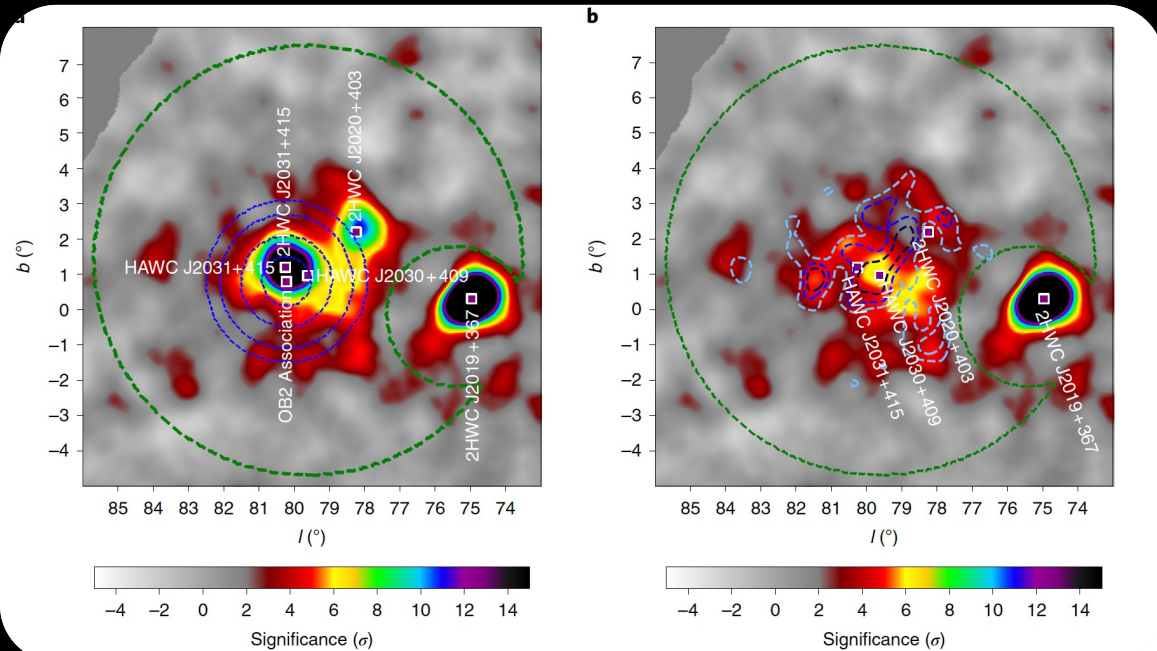 a
b
7
6
5
4
3
2
1
0
−1
−2
−3
−4
b (°)
85 84 83 82 81 80 79 78 77 76 75 74
l (°)
HAWC J2031+415
2HWC J2031+415
2HWC J2020+403
HAWC J2030+409
OB2 Association
2HWC J2019+367
−4 −2 0 2 4 6 8 10 12 14
Significance (σ)
7
6
5
4
3
2
1
0
−1
−2
−3
−4
b (°)
85 84 83 82 81 80 79 78 77 76 75 74
l (°)
HAWC J2031+415
HAWC J2030+409
2HWC J2020+403
2HWC J2019+367
−4 −2 0 2 4 6 8 10 12 14
Significance (σ)